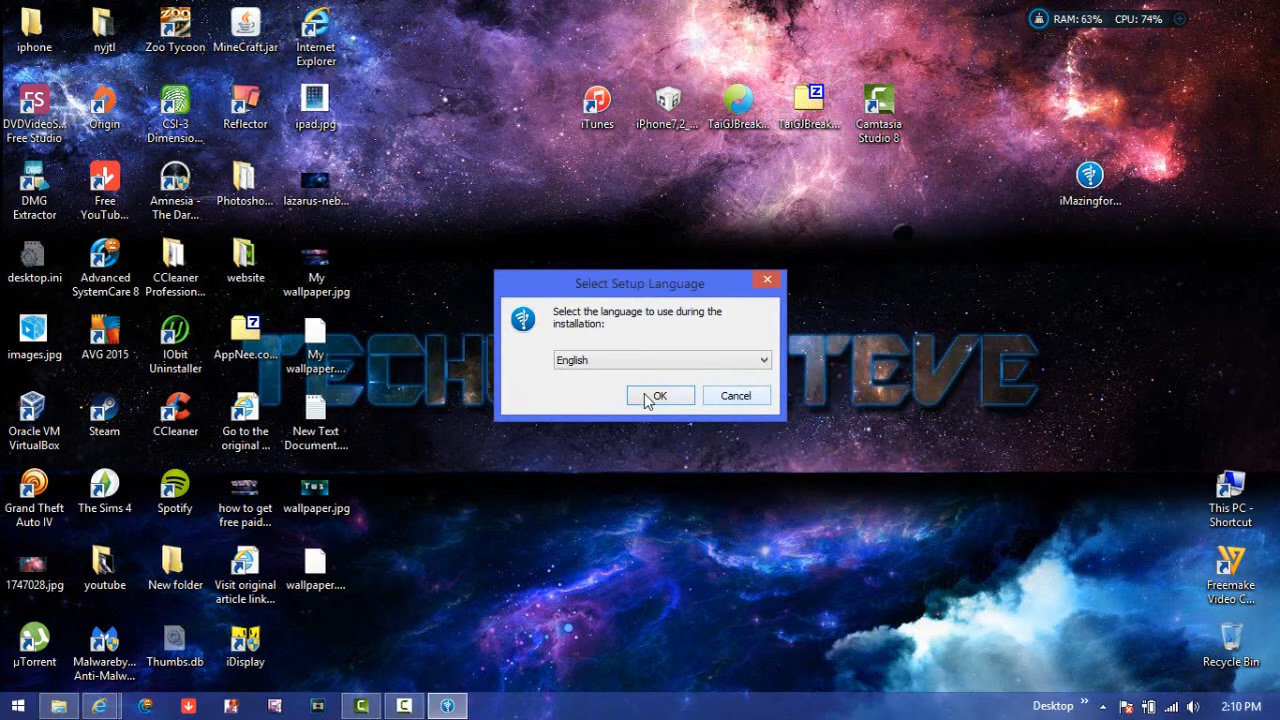 RAM: 63% CPU: 74%
iphone
nyjtl
Zoo Tycoon
MineCraft.jar
Internet
Explorer
DVDVideoS...
Free Studio
Origin
CSI-3
Dimensio...
Reflector
ipad.jpg
iTunes
iPhone7,2_...
TaiGJBreak...
TaiGJBreak...
Camtasia
Studio 8
DMG
Extractor
Free
YouTub...
Amnesia -
The Dar...
Photosho...
lazarus-neb...
iMazingfor...
desktop.ini
Advanced
SystemCare 8
CCleaner
Profession...
website
My
wallpaper.jpg
Select Setup Language
Select the language to use during the
installation:
English
OK
Cancel
images.jpg
AVG 2015
IObit
Uninstaller
AppNee.co...
My
wallpaper....
Oracle VM
VirtualBox
Steam
CCleaner
Go to the
original ...
New Text
Document....
Grand Theft
Auto IV
The Sims 4
Spotify
how to get
free paid...
wallpaper.jpg
This PC -
Shortcut
1747028.jpg
youtube
New folder
Visit original
article link...
wallpaper....
Freemake
Video C...
µTorrent
Malwareby...
Anti-Malw...
Thumbs.db
iDisplay
Recycle Bin
Desktop
2:10 PM